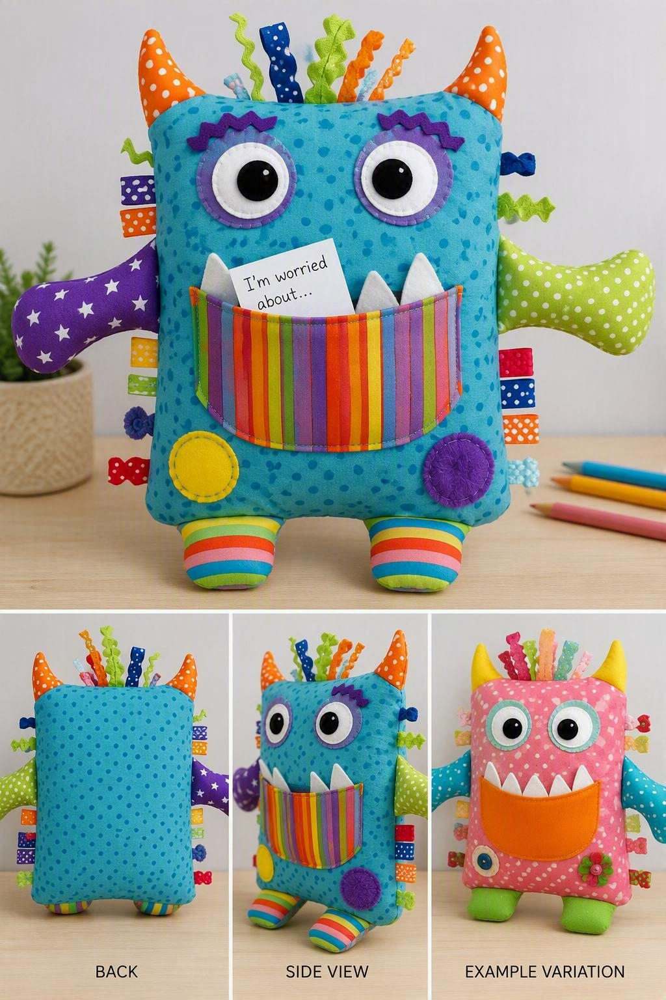 I'm worried
about...
BACK
SIDE VIEW
EXAMPLE VARIATION